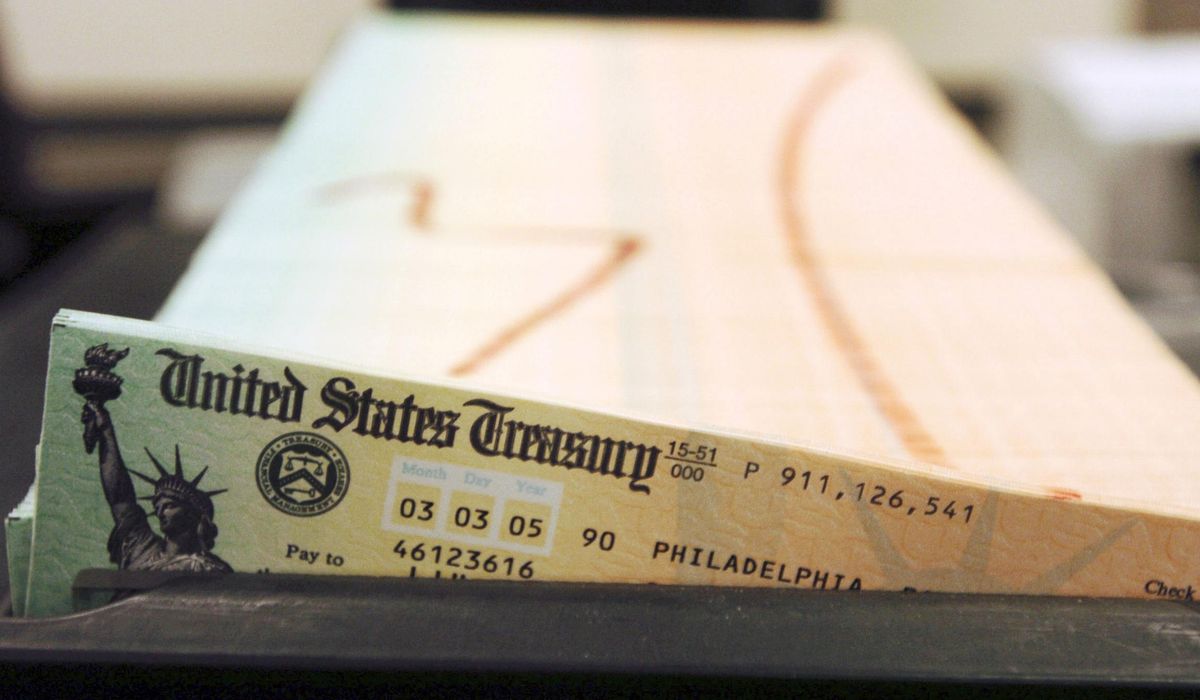 United States Treasury
15-51
000
P 911,126,541
Month Day Year
03 03 05
90 PHILADELPHIA
Pay to
46123616
Check